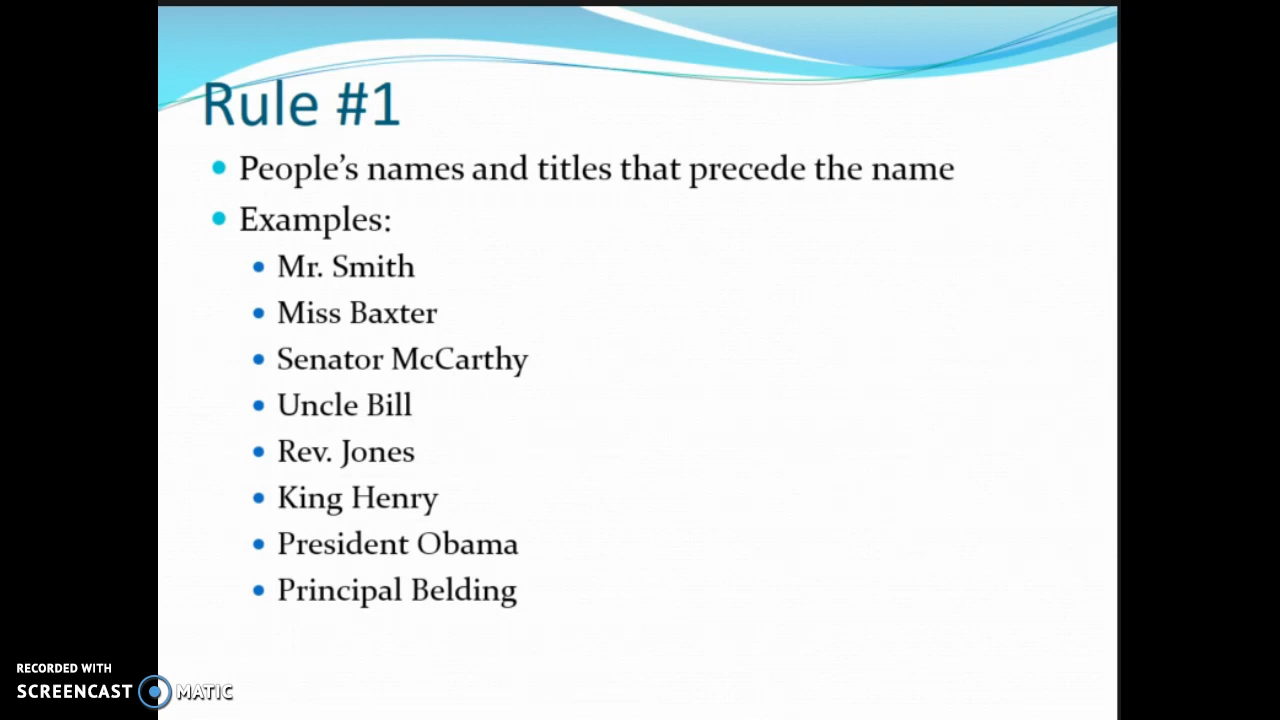 Rule #1
People’s names and titles that precede the name
Examples:
Mr. Smith
Miss Baxter
Senator McCarthy
Uncle Bill
Rev. Jones
King Henry
President Obama
Principal Belding
RECORDED WITH
SCREENCAST MATIC